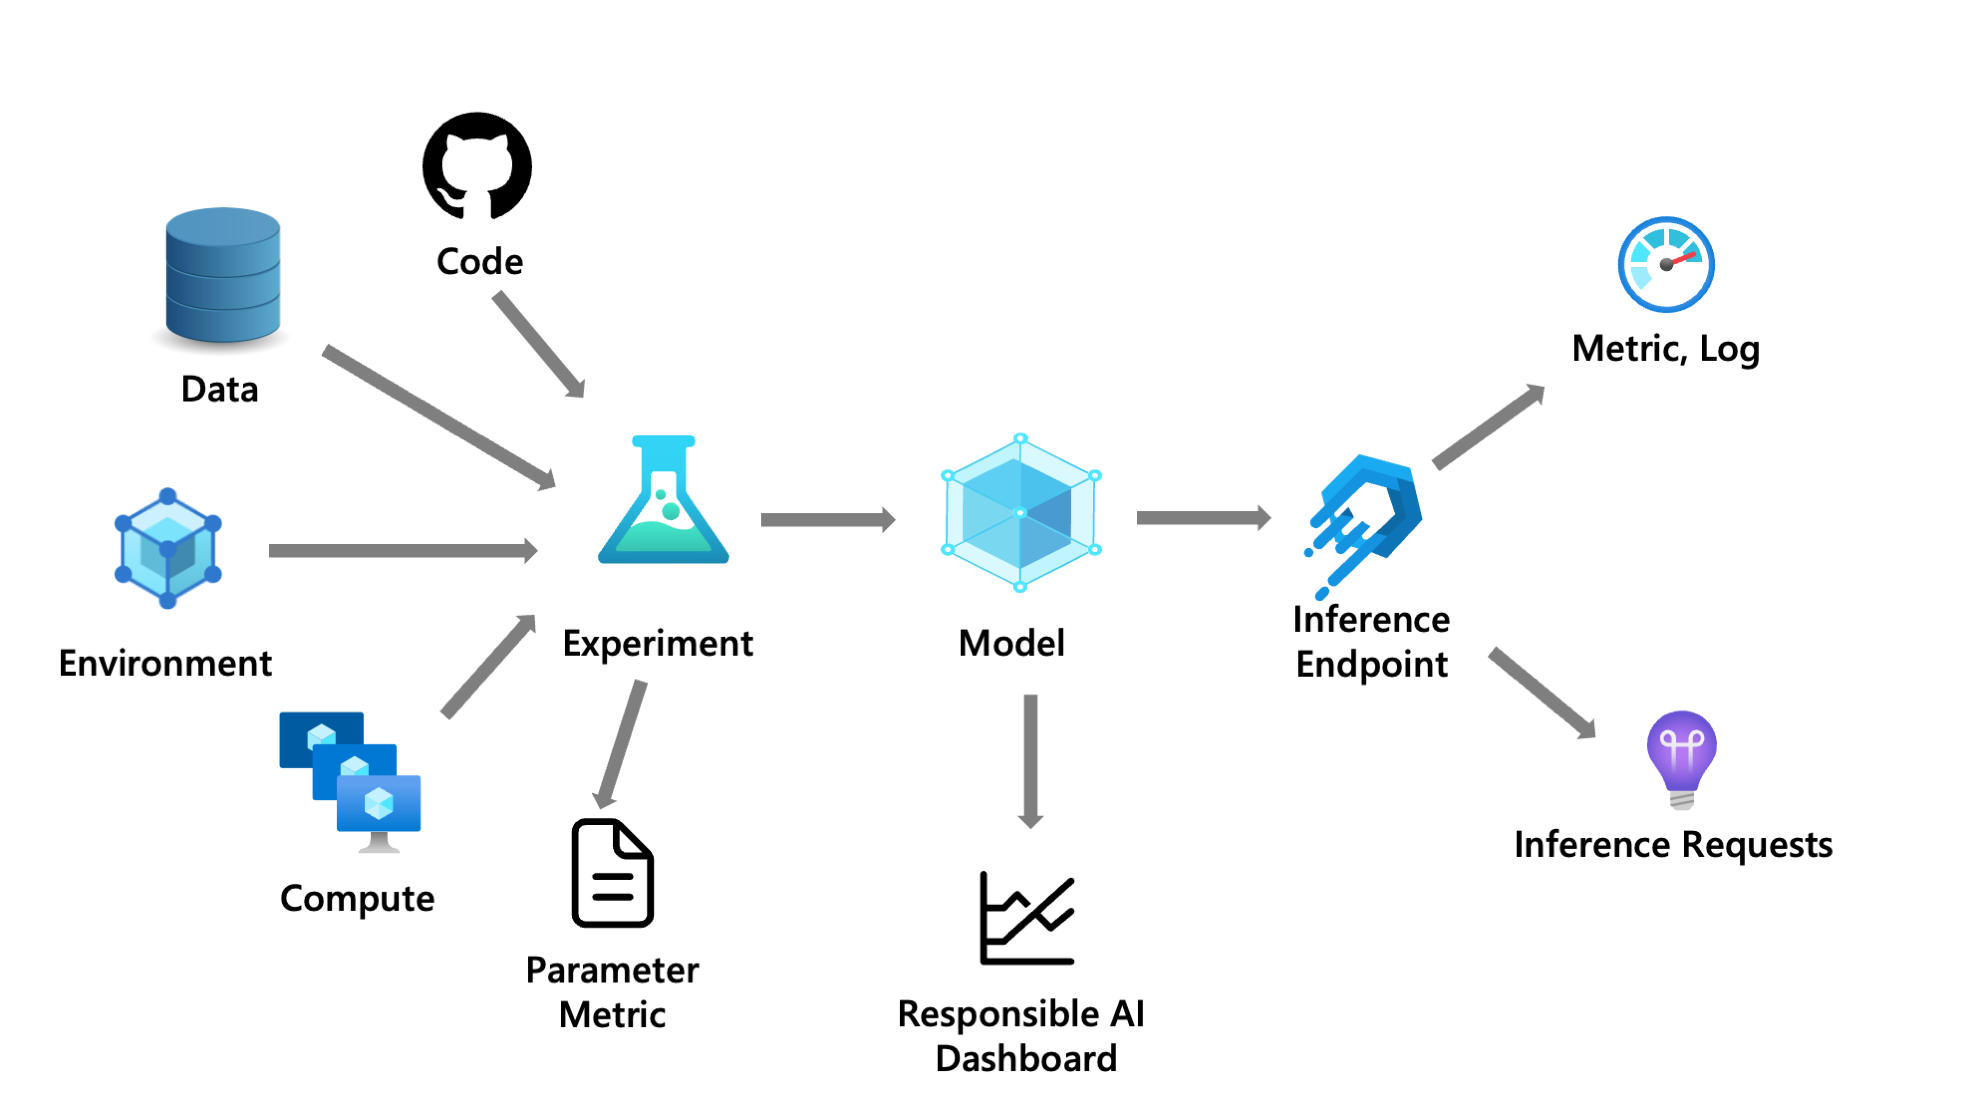 Code
Data
Metric, Log
Environment
Experiment
Model
Inference
Endpoint
Compute
Inference Requests
Parameter
Metric
Responsible AI
Dashboard